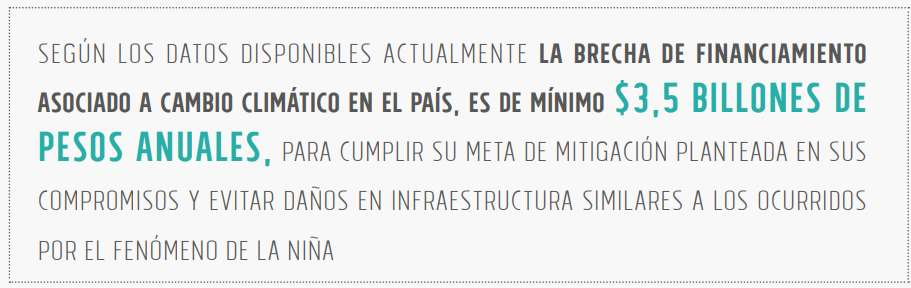 SEGÚN LOS DATOS DISPONIBLES ACTUALMENTE LA BRECHA DE FINANCIAMIENTO
ASOCIADO A CAMBIO CLIMÁTICO EN EL PAÍS, ES DE MÍNIMO $3,5 BILLONES DE
PESOS ANUALES, PARA CUMPLIR SU META DE MITIGACIÓN PLANTEADA EN SUS
COMPROMISOS Y EVITAR DAÑOS EN INFRAESTRUCTURA SIMILARES A LOS OCURRIDOS
POR EL FENÓMENO DE LA NIÑA